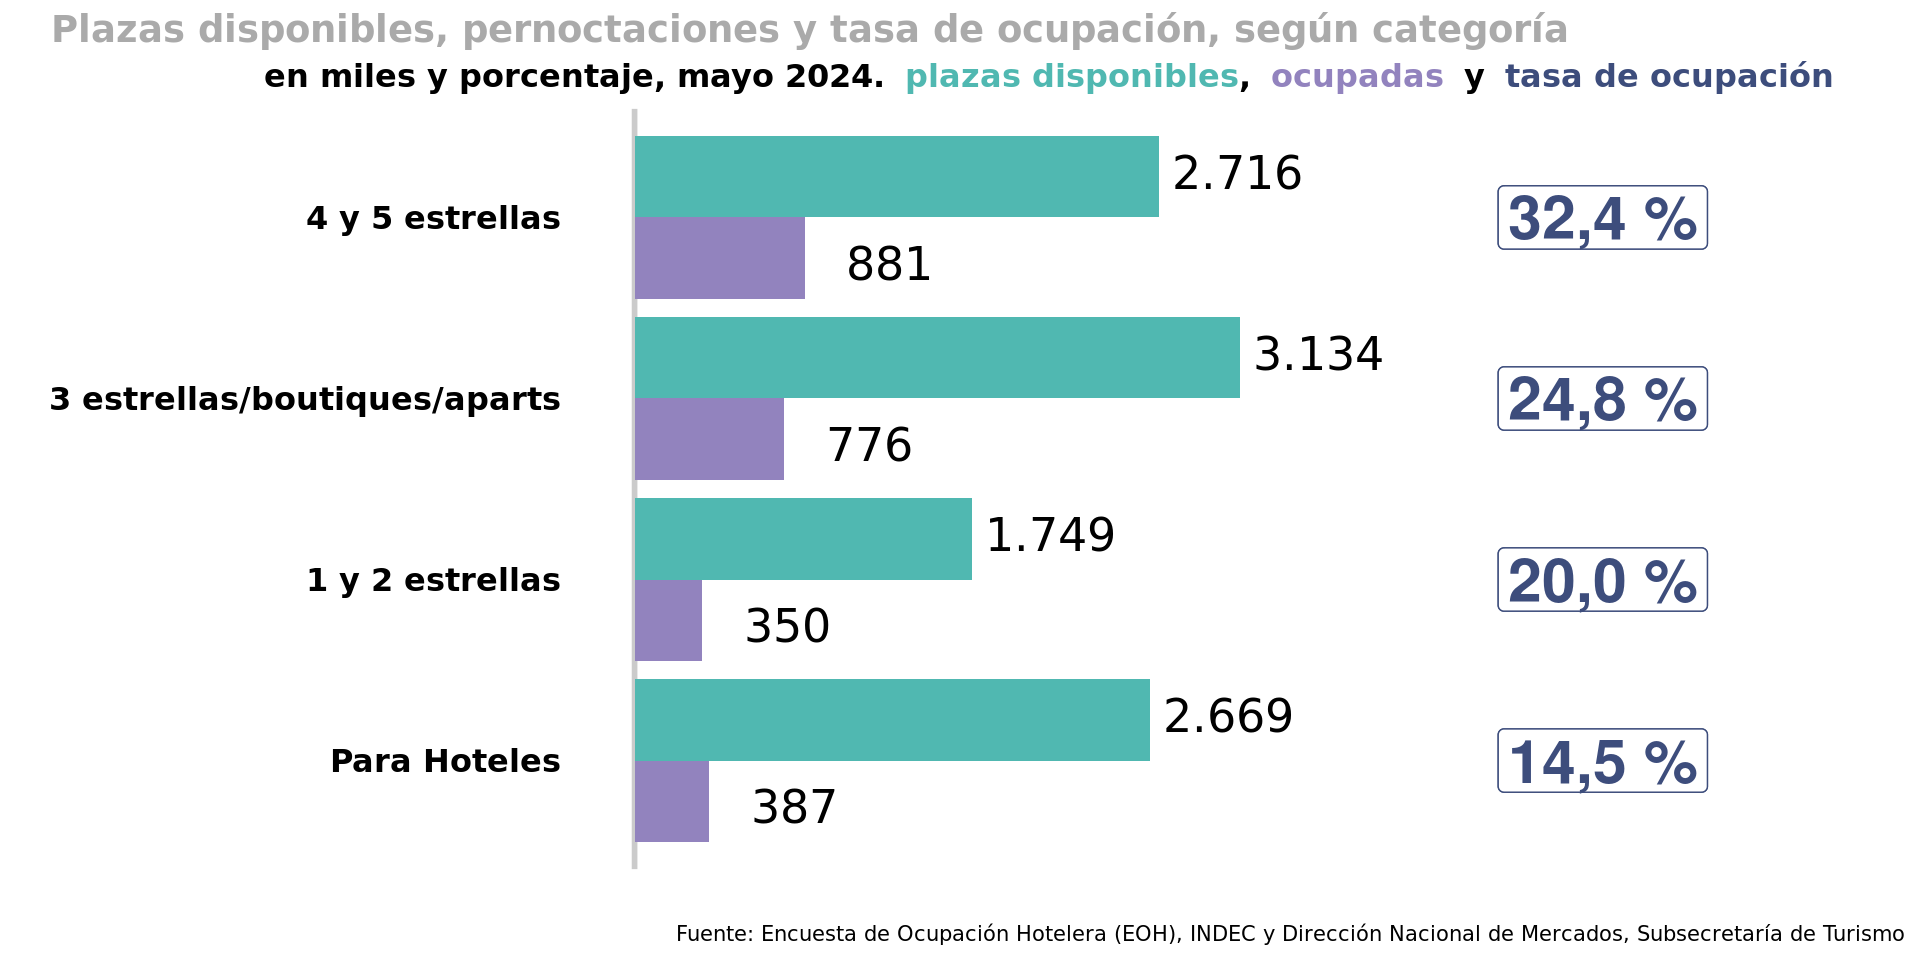 Plazas disponibles, pernoctaciones y tasa de ocupación, según categoría
en miles y porcentaje, mayo 2024. plazas disponibles, ocupadas y tasa de ocupación
4 y 5 estrellas
2.716
881
32,4 %
3 estrellas/boutiques/aparts
3.134
776
24,8 %
1 y 2 estrellas
1.749
350
20,0 %
Para Hoteles
2.669
387
14,5 %
Fuente: Encuesta de Ocupación Hotelera (EOH), INDEC y Dirección Nacional de Mercados, Subsecretaría de Turismo